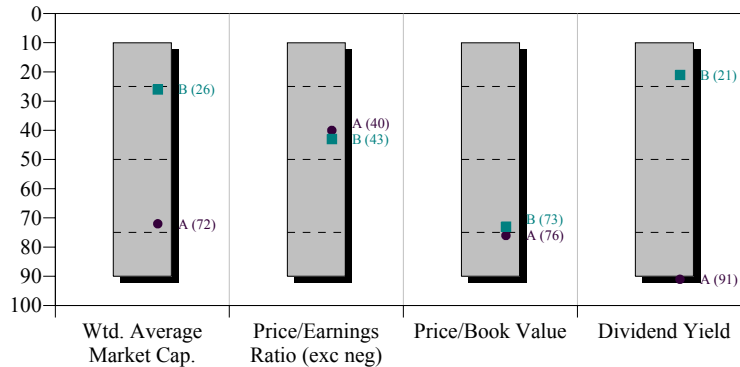 0
10
20
30
40
50
60
70
80
90
100
B (26)
A (72)
A (40)
B (43)
B (73)
A (76)
B (21)
A (91)
Wtd. Average
Market Cap.
Price/Earnings
Ratio (exc neg)
Price/Book Value
Dividend Yield